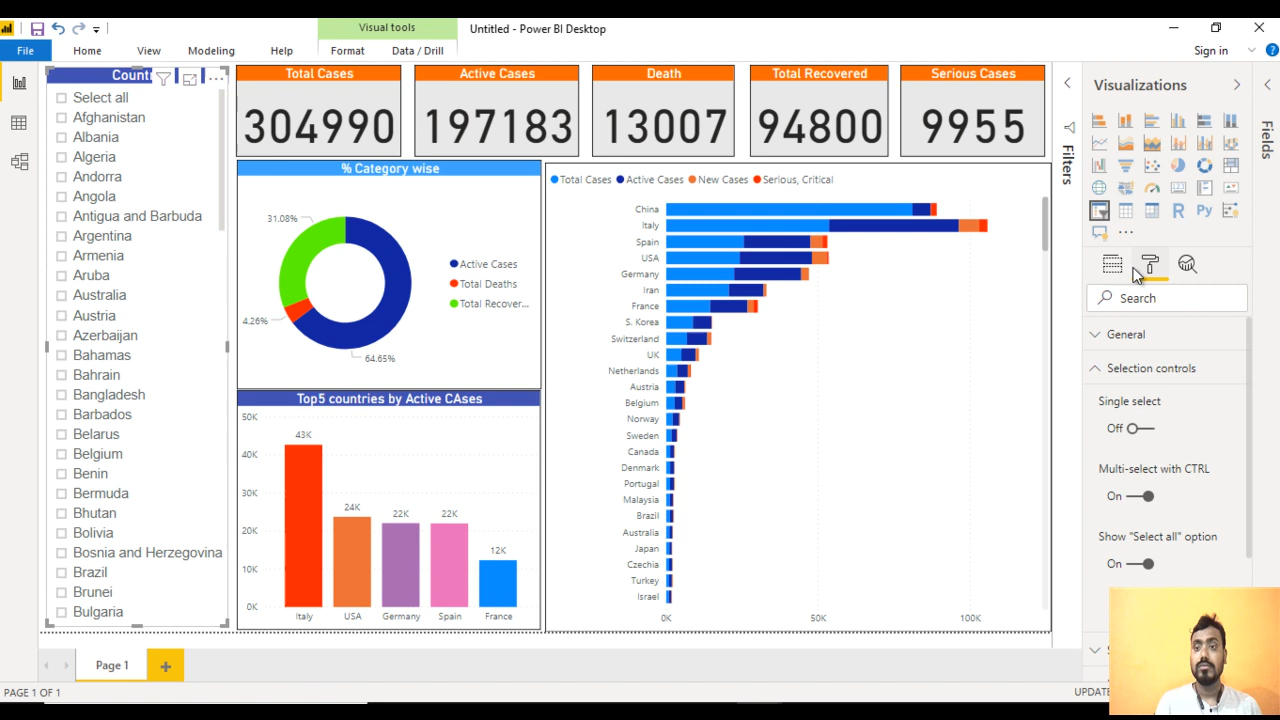 Visual tools
Untitled - Power BI Desktop
File
Home
View
Modeling
Help
Format
Data / Drill
Sign in
Select all
Afghanistan
Albania
Algeria
Andorra
Angola
Antigua and Barbuda
Argentina
Armenia
Aruba
Australia
Austria
Azerbaijan
Bahamas
Bahrain
Bangladesh
Barbados
Belarus
Belgium
Benin
Bermuda
Bhutan
Bolivia
Bosnia and Herzegovina
Brazil
Brunei
Bulgaria
Total Cases
304990
Active Cases
197183
Death
13007
Total Recovered
94800
Serious Cases
9955
% Category wise
31.08%
4.26%
64.65%
Active Cases
Total Deaths
Total Recover...
Top5 countries by Active CAses
50K
40K
30K
20K
10K
0K
43K
24K
22K
22K
12K
Italy
USA
Germany
Spain
France
Total Cases Active Cases New Cases Serious, Critical
China
Italy
Spain
USA
Germany
Iran
France
S. Korea
Switzerland
UK
Netherlands
Austria
Belgium
Norway
Sweden
Canada
Denmark
Portugal
Malaysia
Brazil
Australia
Japan
Czechia
Turkey
Israel
0K
50K
100K
Filters
Visualizations
R
Py
Search
General
Selection controls
Single select
Off
Multi-select with CTRL
On
Show "Select all" option
On
Fields
Page 1
PAGE 1 OF 1